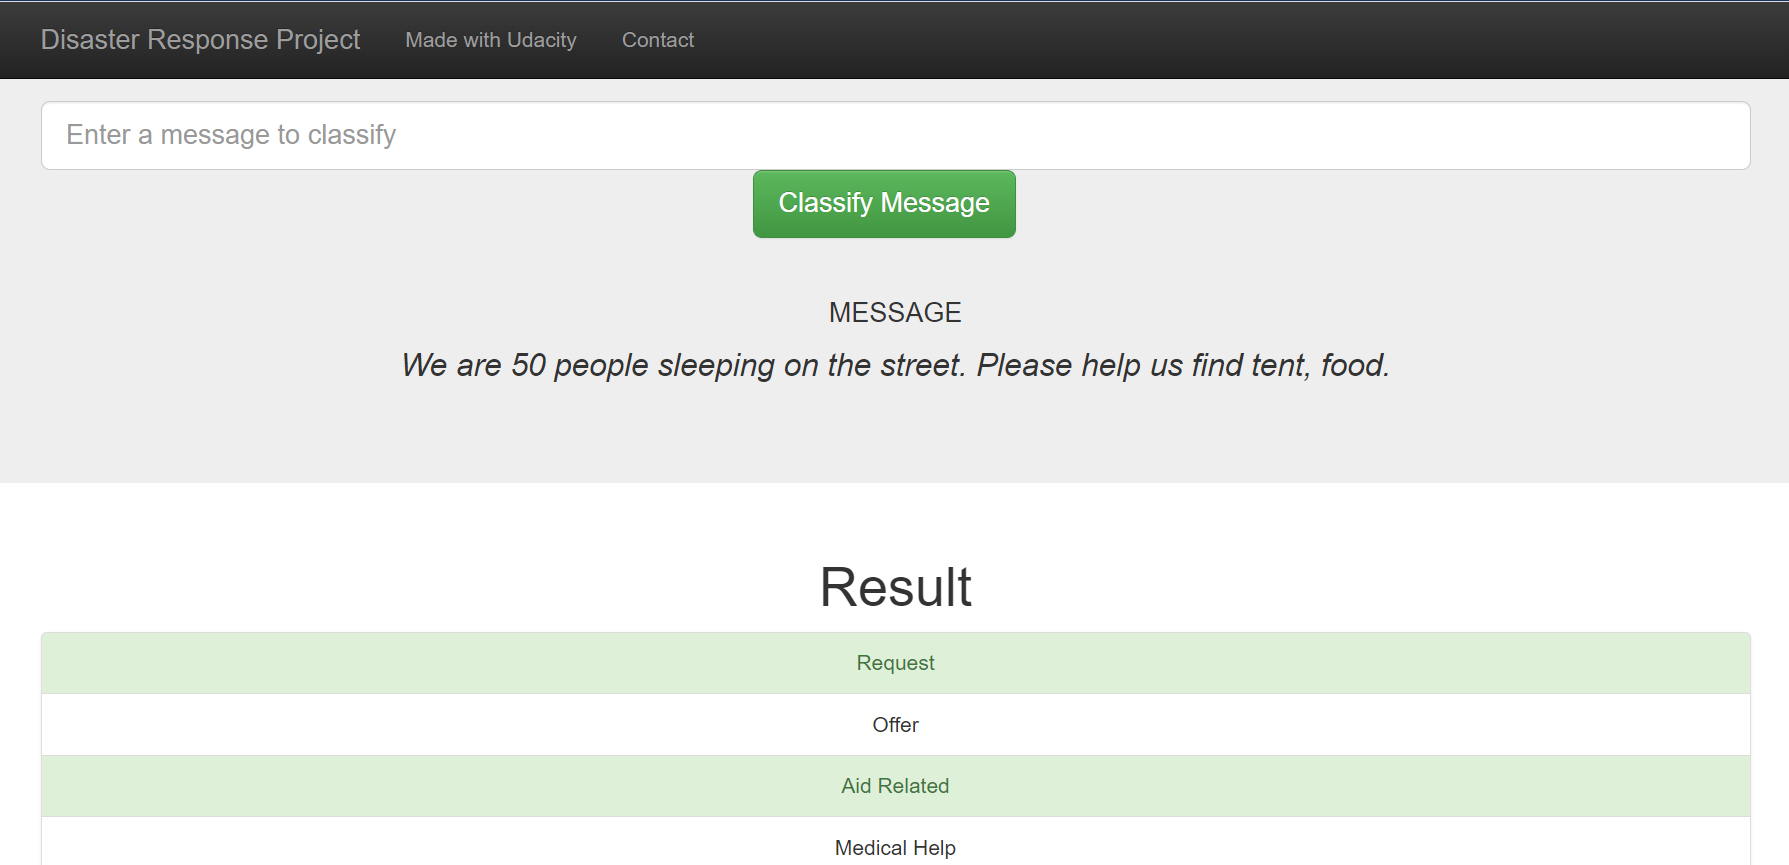 Disaster Response Project Made with Udacity Contact
Enter a message to classify
Classify Message
MESSAGE
We are 50 people sleeping on the street. Please help us find tent, food.
Result
Request
Offer
Aid Related
Medical Help